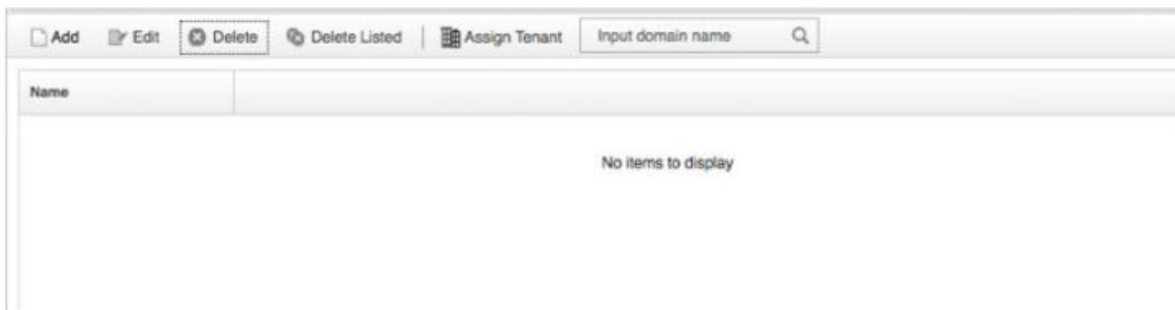 Add Edit Delete Delete Listed Assign Tenant Input domain name
Name
No items to display